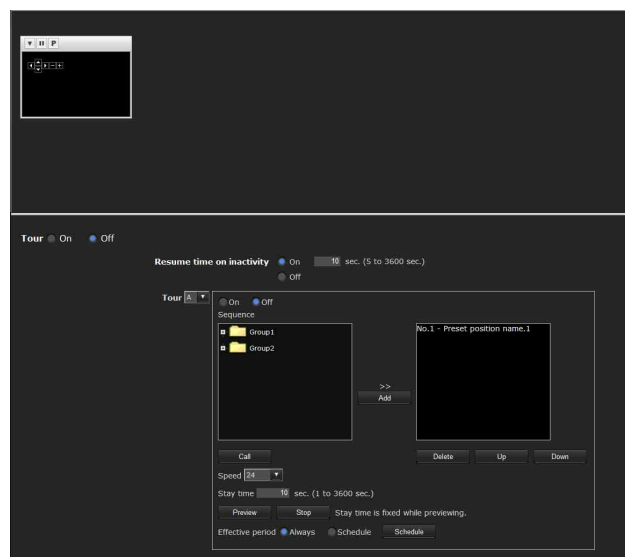 P
Tour On Off
Resume time on inactivity On 10 sec. (5 to 3600 sec.)
Off
Tour A
On Off
Sequence
Group1
Group2
No.1 - Preset position name.1
>>
Add
Call Delete Up Down
Speed 24
Stay time 10 sec. (1 to 3600 sec.)
Preview Stop Stay time is fixed while previewing.
Effective period Always Schedule Schedule